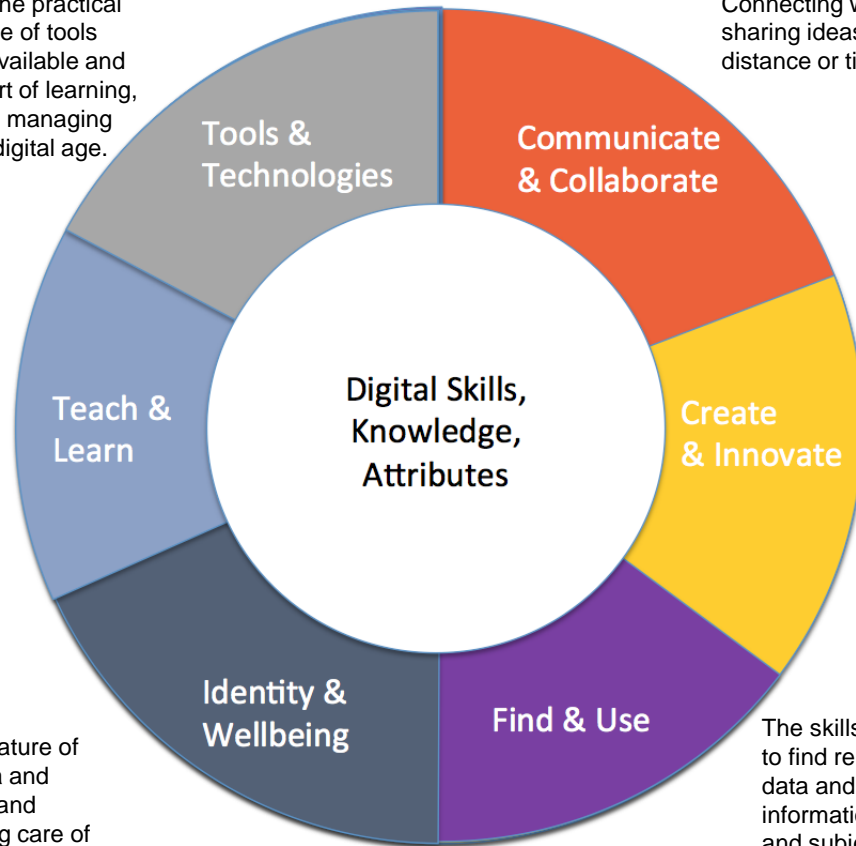 he practical
e of tools
vailable and
rt of learning,
managing
digital age.
Connecting w
sharing ideas
distance or ti
Tools &
Technologies
Communicate
& Collaborate
Teach &
Learn
Digital Skills,
Knowledge,
Attributes
Create
& Innovate
Identity &
Wellbeing
Find & Use
ature of
and
and
g care of
The skills
to find re
data and
informatio
and subje